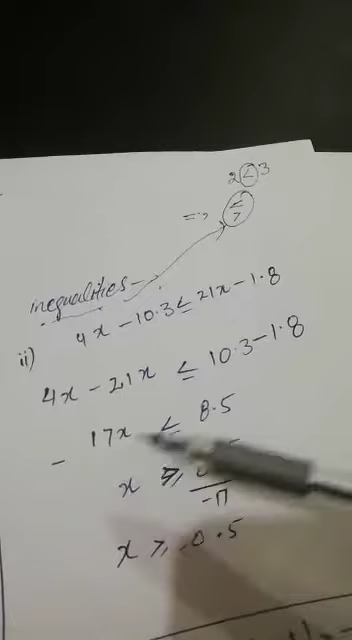 2 < 3
=> ≤ >
inequalities -
ii) 4x - 10.3 ≤ 21x - 1.8
4x - 21x ≤ 10.3 - 1.8
- 17x ≤ 8.5
x ≥ -17
x ≥ -0.5